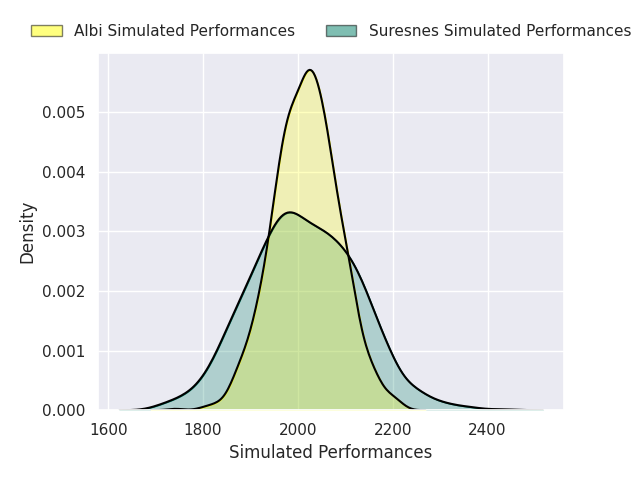 Albi Simulated Performances
Suresnes Simulated Performances
Density
0.005
0.004
0.003
0.002
0.001
0.000
1600
1800
2000
2200
2400
Simulated Performances